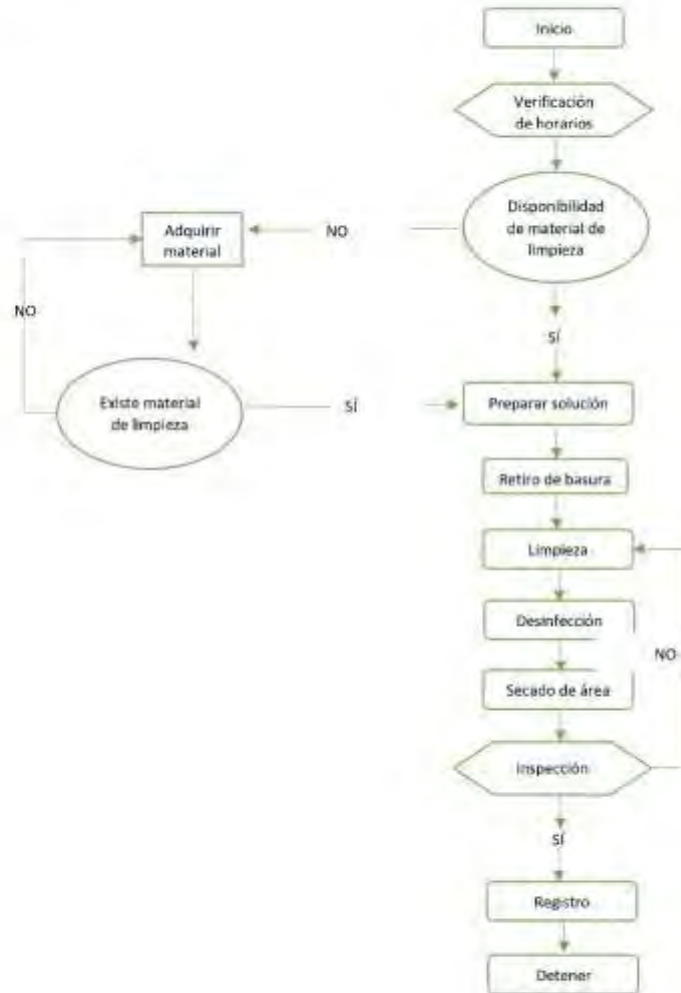 Inicio
Verificación
de horarios
Disponibilidad
de material de
limpieza
NO
Adquirir
material
NO
Existe material
de limpieza
SÍ
SÍ
Preparar solución
Retiro de basura
Limpieza
Desinfección
NO
Secado de área
Inspección
SÍ
Registro
Detener